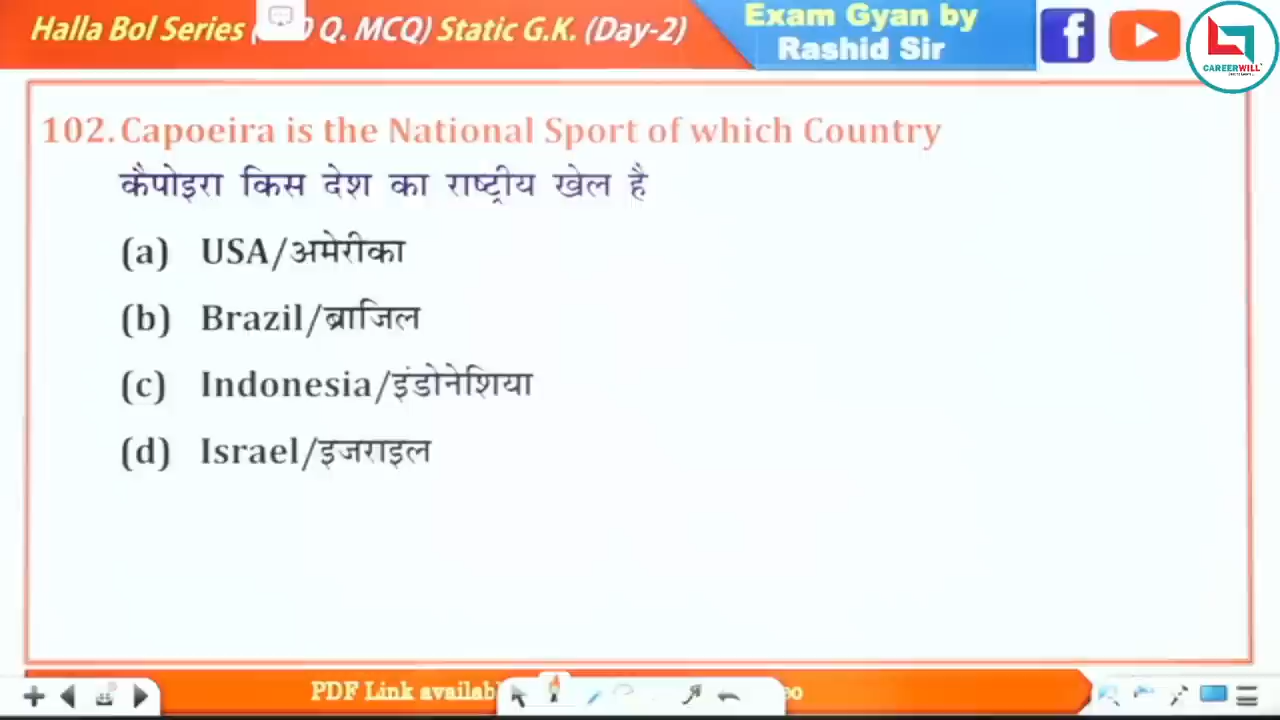 Halla Bol Series Q. MCQ) Static G.K. (Day-2)
Exam Gyan by
Rashid Sir
CAREERWILL
102. Capoeira is the National Sport of which Country
कैपोइरा किस देश का राष्ट्रीय खेल है
(a) USA/अमेरीका
(b) Brazil/ब्राजिल
(c) Indonesia/इंडोनेशिया
(d) Israel/इजराइल
PDF Link